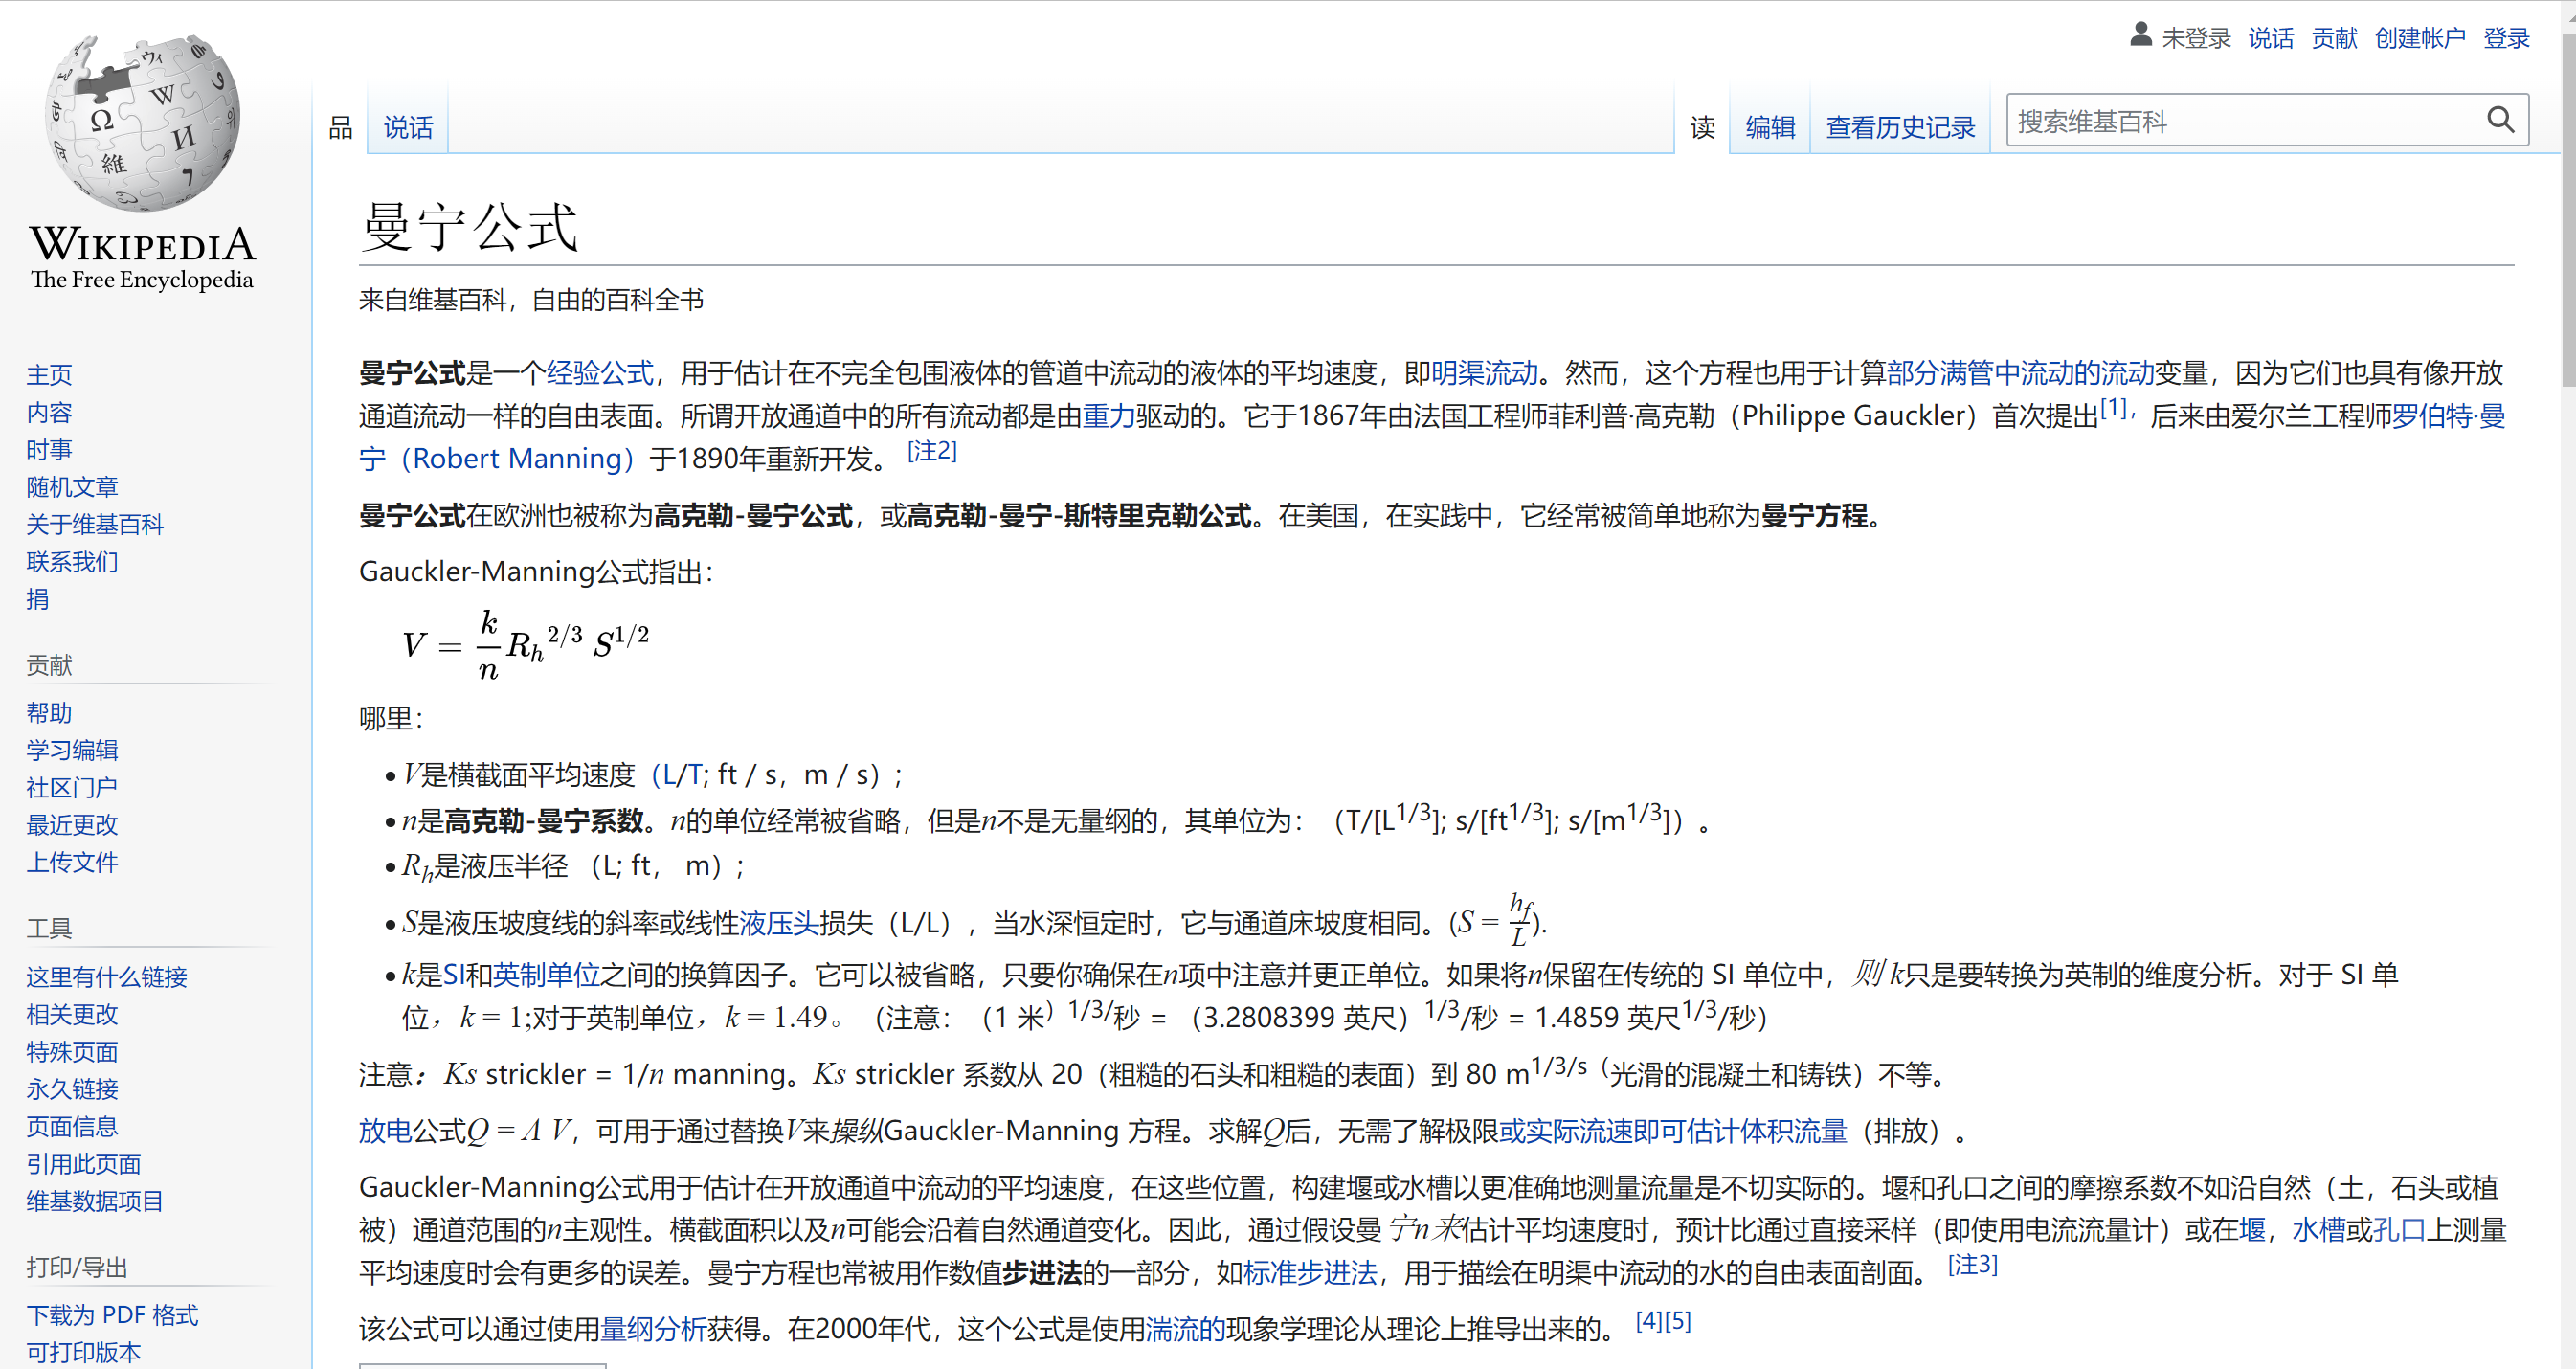 未登录 说话 贡献 创建帐户 登录
品 说话 读 编辑 查看历史记录 搜索维基百科
WIKIPEDIA
The Free Encyclopedia
主页
内容
时事
随机文章
关于维基百科
联系我们
捐
贡献
帮助
学习编辑
社区门户
最近更改
上传文件
工具
这里有什么链接
相关更改
特殊页面
永久链接
页面信息
引用此页面
维基数据项目
打印/导出
下载为 PDF 格式
可打印版本
曼宁公式
来自维基百科，自由的百科全书
曼宁公式是一个经验公式，用于估计在不完全包围液体的管道中流动的液体的平均速度，即明渠流动。然而，这个方程也用于计算部分满管中流动的流动变量，因为它们也具有像开放
通道流动一样的自由表面。所谓开放通道中的所有流动都是由重力驱动的。它于1867年由法国工程师菲利普·高克勒（Philippe Gauckler）首次提出[1]，后来由爱尔兰工程师罗伯特·曼
宁（Robert Manning）于1890年重新开发。 [注2]
曼宁公式在欧洲也被称为高克勒-曼宁公式，或高克勒-曼宁-斯特里克勒公式。在美国，在实践中，它经常被简单地称为曼宁方程。
Gauckler-Manning公式指出：
V = k/n R_h^{2/3} S^{1/2}
哪里：
• V是横截面平均速度（L/T; ft / s，m / s）；
• n是高克勒-曼宁系数。n的单位经常被省略，但是n不是无量纲的，其单位为：（T/[L^{1/3}]; s/[ft^{1/3}]; s/[m^{1/3}]）。
• R_h是液压半径 （L; ft， m）；
• S是液压坡度线的斜率或线性液压头损失（L/L），当水深恒定时，它与通道床坡度相同。(S = h_f/L).
• k是SI和英制单位之间的换算因子。它可以被省略，只要你确保在n项中注意并更正单位。如果将n保留在传统的 SI 单位中，则 k只是要转换为英制的维度分析。对于 SI 单
位，k = 1;对于英制单位，k = 1.49。（注意：（1 米）^{1/3/}秒 = （3.2808399 英尺）^{1/3}/秒 = 1.4859 英尺^{1/3}/秒）
注意：Ks strickler = 1/n manning。Ks strickler 系数从 20（粗糙的石头和粗糙的表面）到 80 m^{1/3/s}（光滑的混凝土和铸铁）不等。
放电公式Q = A V，可用于通过替换V来操纵Gauckler-Manning 方程。求解Q后，无需了解极限或实际流速即可估计体积流量（排放）。
Gauckler-Manning公式用于估计在开放通道中流动的平均速度，在这些位置，构建堰或水槽以更准确地测量流量是不切实际的。堰和孔口之间的摩擦系数不如沿自然（土，石头或植
被）通道范围的n主观性。横截面积以及n可能会沿着自然通道变化。因此，通过假设曼宁n来估计平均速度时，预计比通过直接采样（即使用电流流量计）或在堰，水槽或孔口上测量
平均速度时会有更多的误差。曼宁方程也常被用作数值步进法的一部分，如标准步进法，用于描绘在明渠中流动的水的自由表面剖面。 [注3]
该公式可以通过使用量纲分析获得。在2000年代，这个公式是使用湍流的现象学理论从理论上推导出来的。 [4][5]